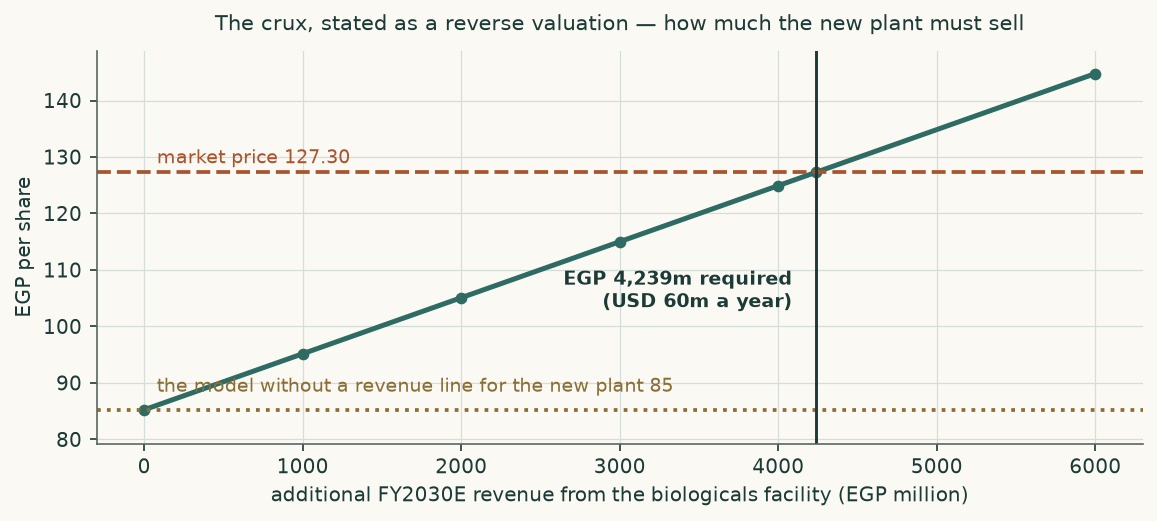 The crux, stated as a reverse valuation — how much the new plant must sell
EGP per share
140
130
120
110
100
90
80
market price 127.30
EGP 4,239m required
(USD 60m a year)
the model without a revenue line for the new plant 85
0
1000
2000
3000
4000
5000
6000
additional FY2030E revenue from the biologicals facility (EGP million)